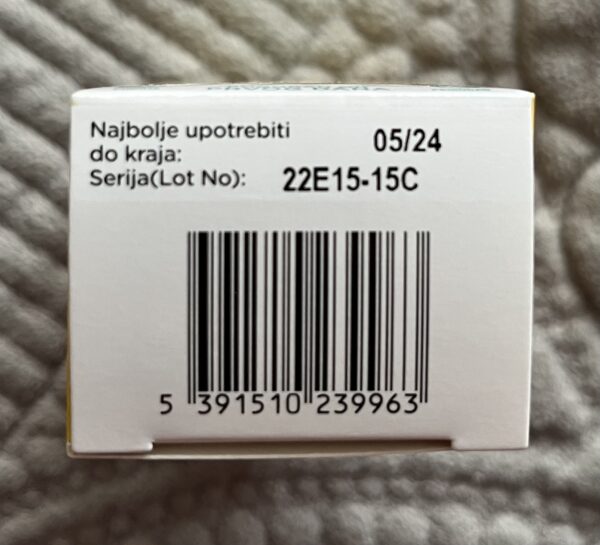 Najbolje upotrebiti
do kraja: 05/24
Serija(Lot No): 22E15-15C
5 391510 239963